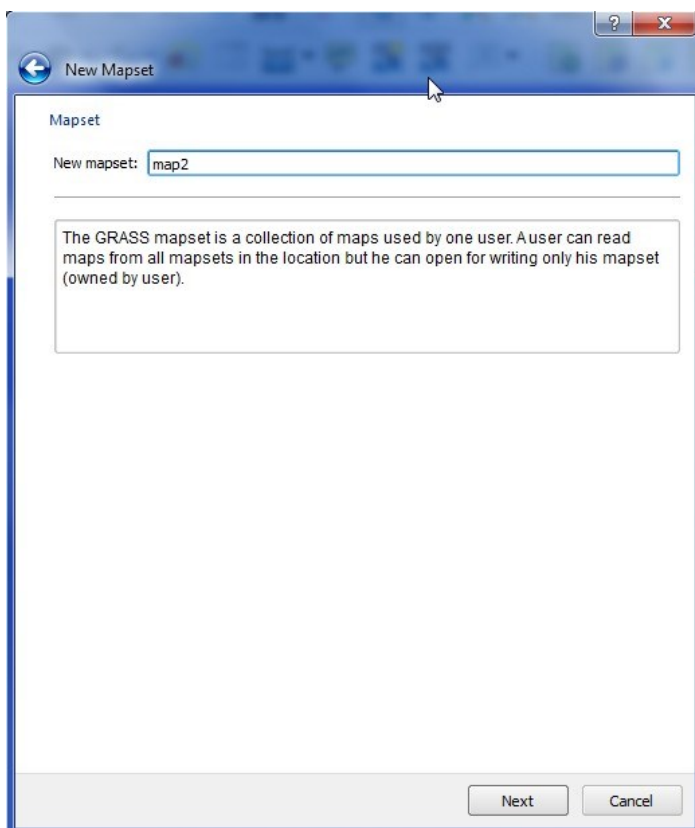 New Mapset
Mapset
New mapset: map2
The GRASS mapset is a collection of maps used by one user. A user can read
maps from all mapsets in the location but he can open for writing only his mapset
(owned by user).
Next Cancel